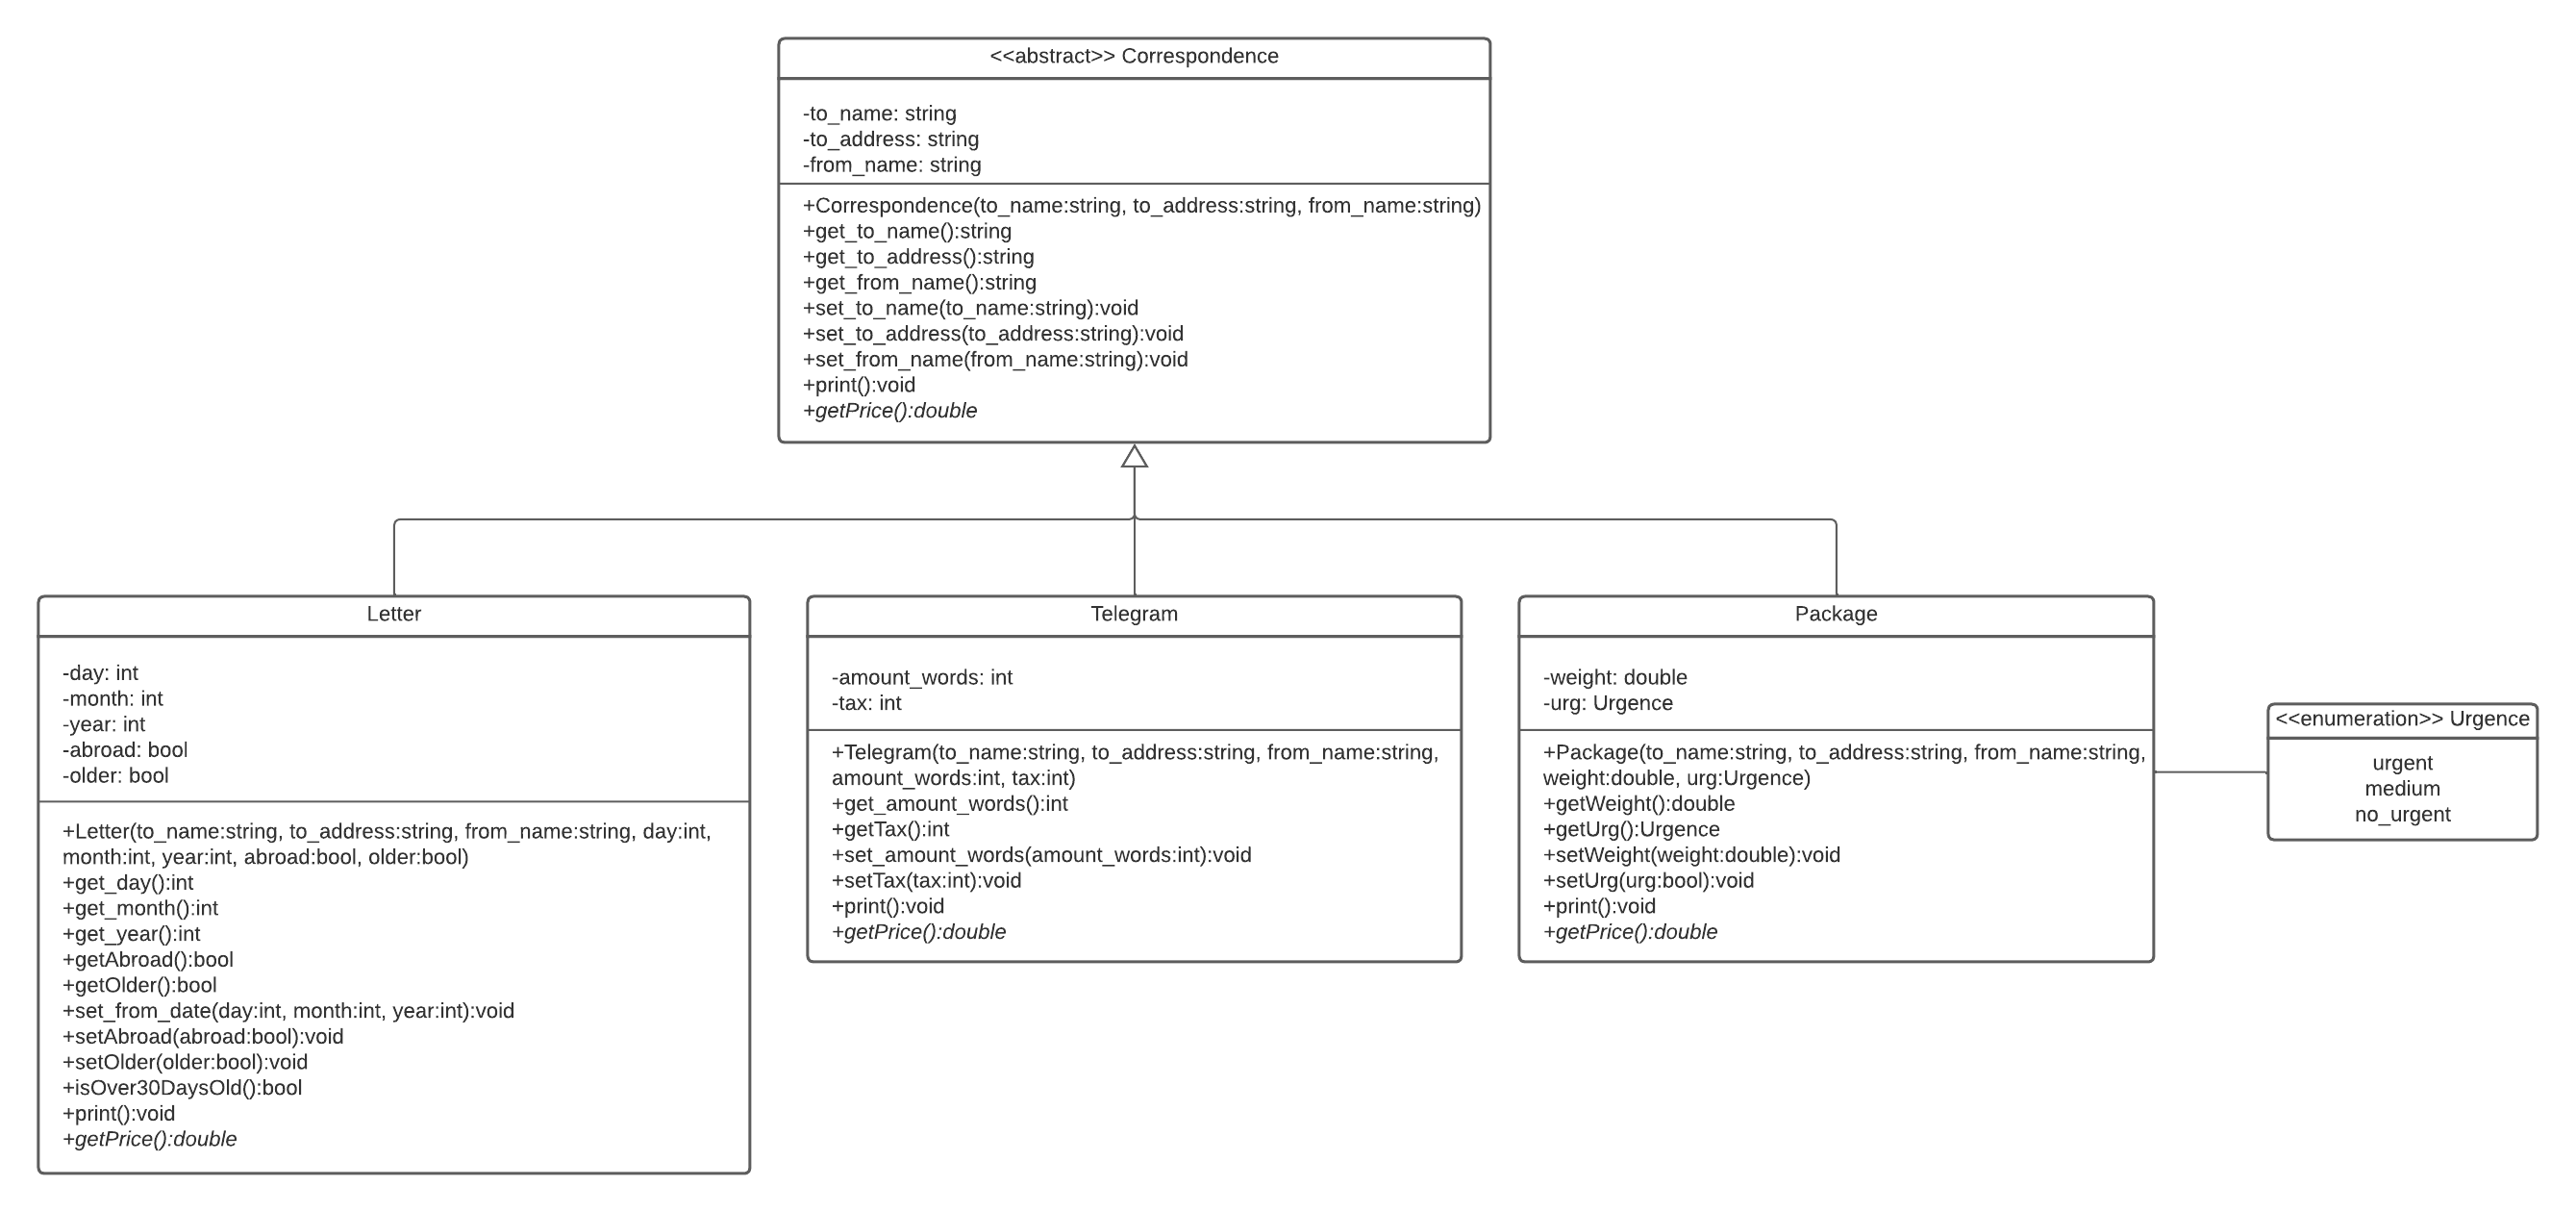 <<abstract>> Correspondence
-to_name: string
-to_address: string
-from_name: string
+Correspondence(to_name:string, to_address:string, from_name:string)
+get_to_name():string
+get_to_address():string
+get_from_name():string
+set_to_name(to_name:string):void
+set_to_address(to_address:string):void
+set_from_name(from_name:string):void
+print():void
+getPrice():double
Letter
-day: int
-month: int
-year: int
-abroad: bool
-older: bool
+Letter(to_name:string, to_address:string, from_name:string, day:int,
month:int, year:int, abroad:bool, older:bool)
+get_day():int
+get_month():int
+get_year():int
+getAbroad():bool
+getOlder():bool
+set_from_date(day:int, month:int, year:int):void
+setAbroad(abroad:bool):void
+setOlder(older:bool):void
+isOver30DaysOld():bool
+print():void
+getPrice():double
Telegram
-amount_words: int
-tax: int
+Telegram(to_name:string, to_address:string, from_name:string,
amount_words:int, tax:int)
+get_amount_words():int
+getTax():int
+set_amount_words(amount_words:int):void
+setTax(tax:int):void
+print():void
+getPrice():double
Package
-weight: double
-urg: Urgence
+Package(to_name:string, to_address:string, from_name:string,
weight:double, urg:Urgence)
+getWeight():double
+getUrg():Urgence
+setWeight(weight:double):void
+setUrg(urg:bool):void
+print():void
+getPrice():double
<<enumeration>> Urgence
urgent
medium
no_urgent